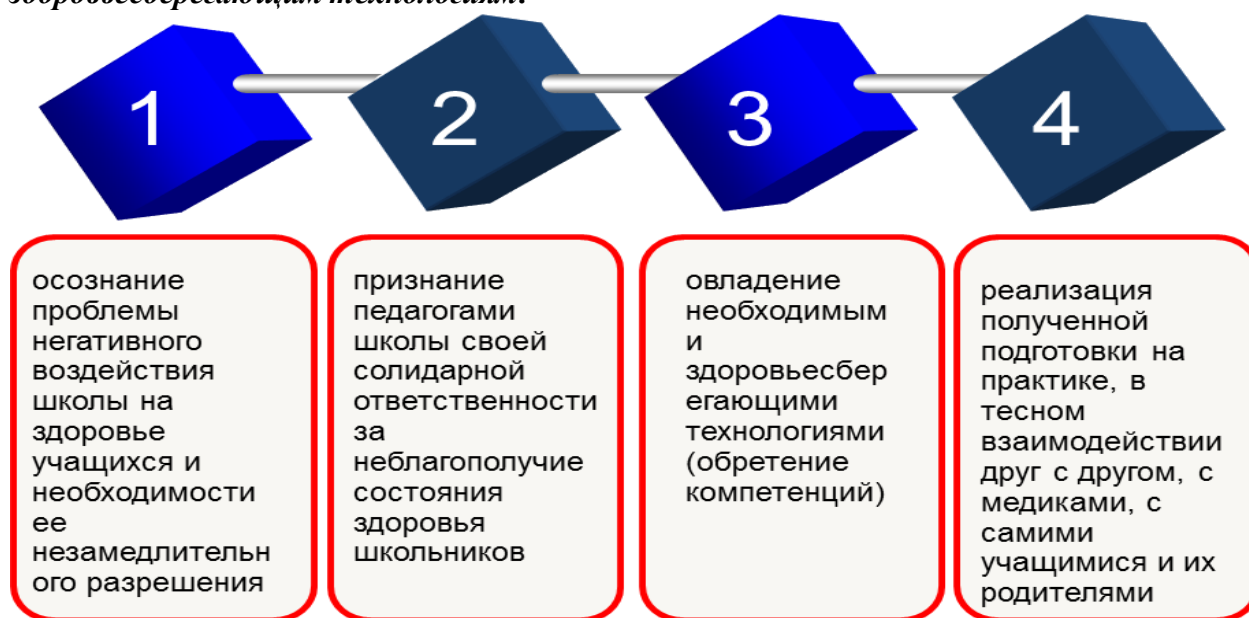 здоровьесберегающим технологиям:
1
2
3
4
осознание
проблемы
негативного
воздействия
школы на
здоровье
учащихся и
необходимости
ее
незамедлительн
ого разрешения
признание
педагогами
школы своей
солидарной
ответственности
за
неблагополучие
состояния
здоровья
школьников
овладение
необходимым
и
здоровьесбер
егающими
технологиями
(обретение
компетенций)
реализация
полученной
подготовки на
практике, в
тесном
взаимодействии
друг с другом, с
медиками, с
самими
учащимися и их
родителями